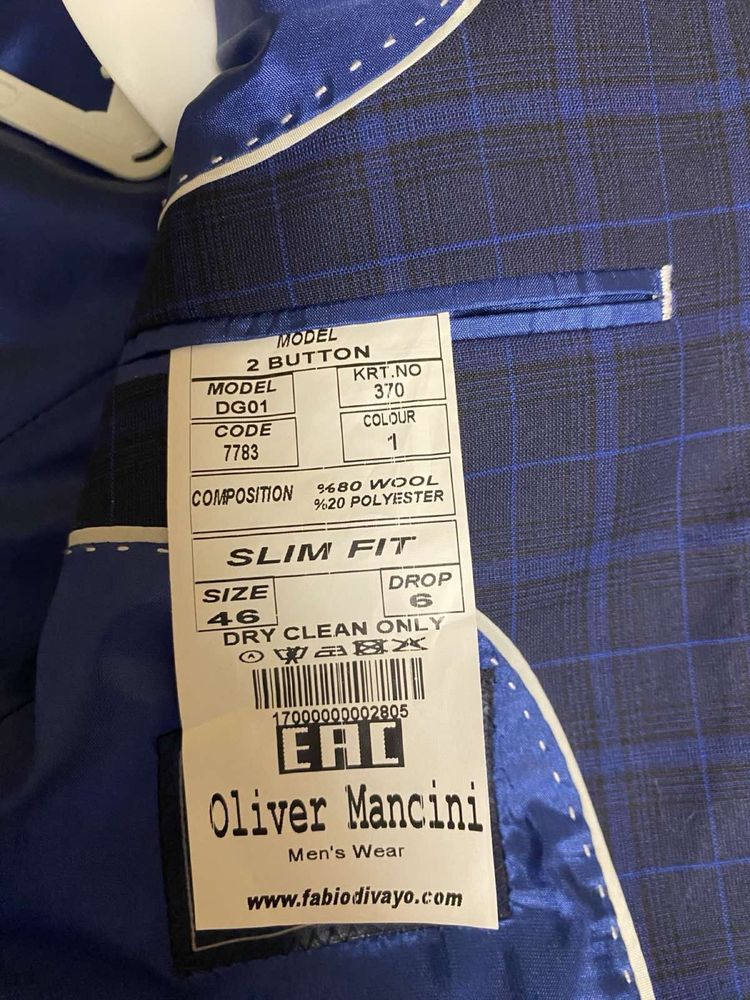 MODEL
2 BUTTON
MODEL
DG01
KRT.NO
370
CODE
7783
COLOUR
1
COMPOSITION %80 WOOL
%20 POLYESTER
SLIM FIT
SIZE
46
DROP
6
DRY CLEAN ONLY
17000000002805
EAC
Oliver Mancini
Men's Wear
www.fabiodivayo.com